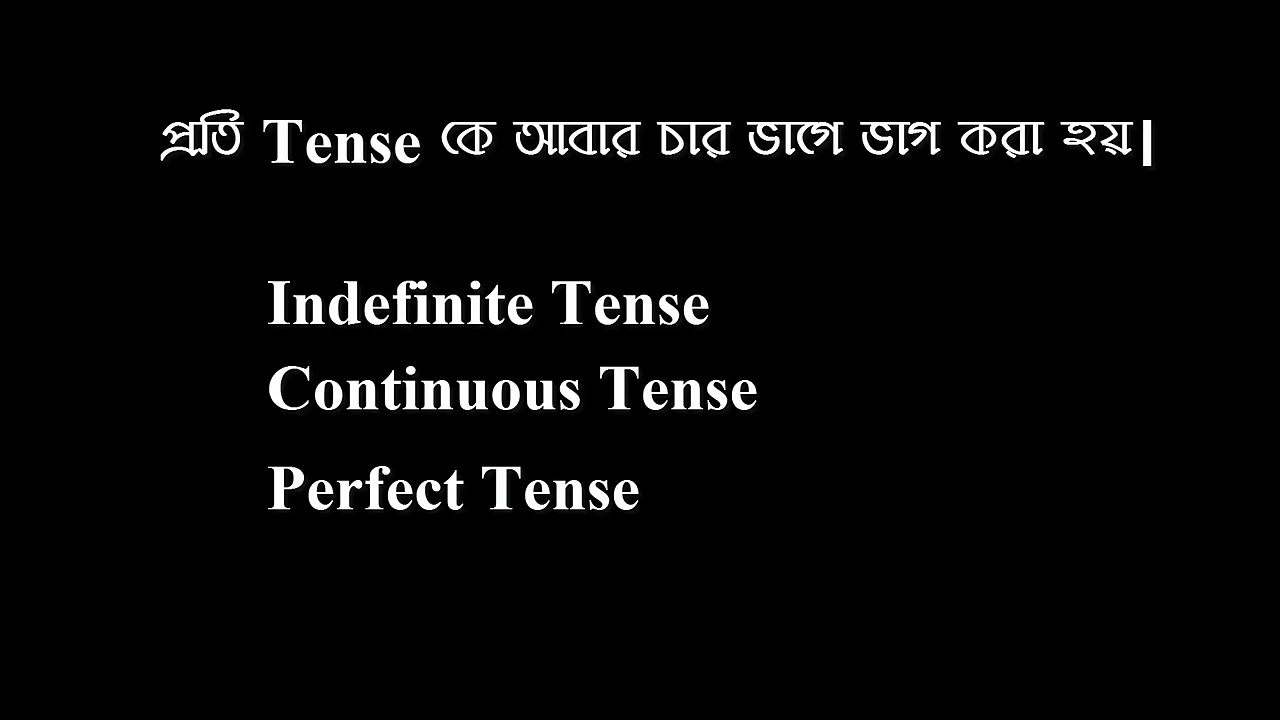 প্রতি Tense কে আবার চার ভাগে ভাগ করা হয়।
Indefinite Tense
Continuous Tense
Perfect Tense